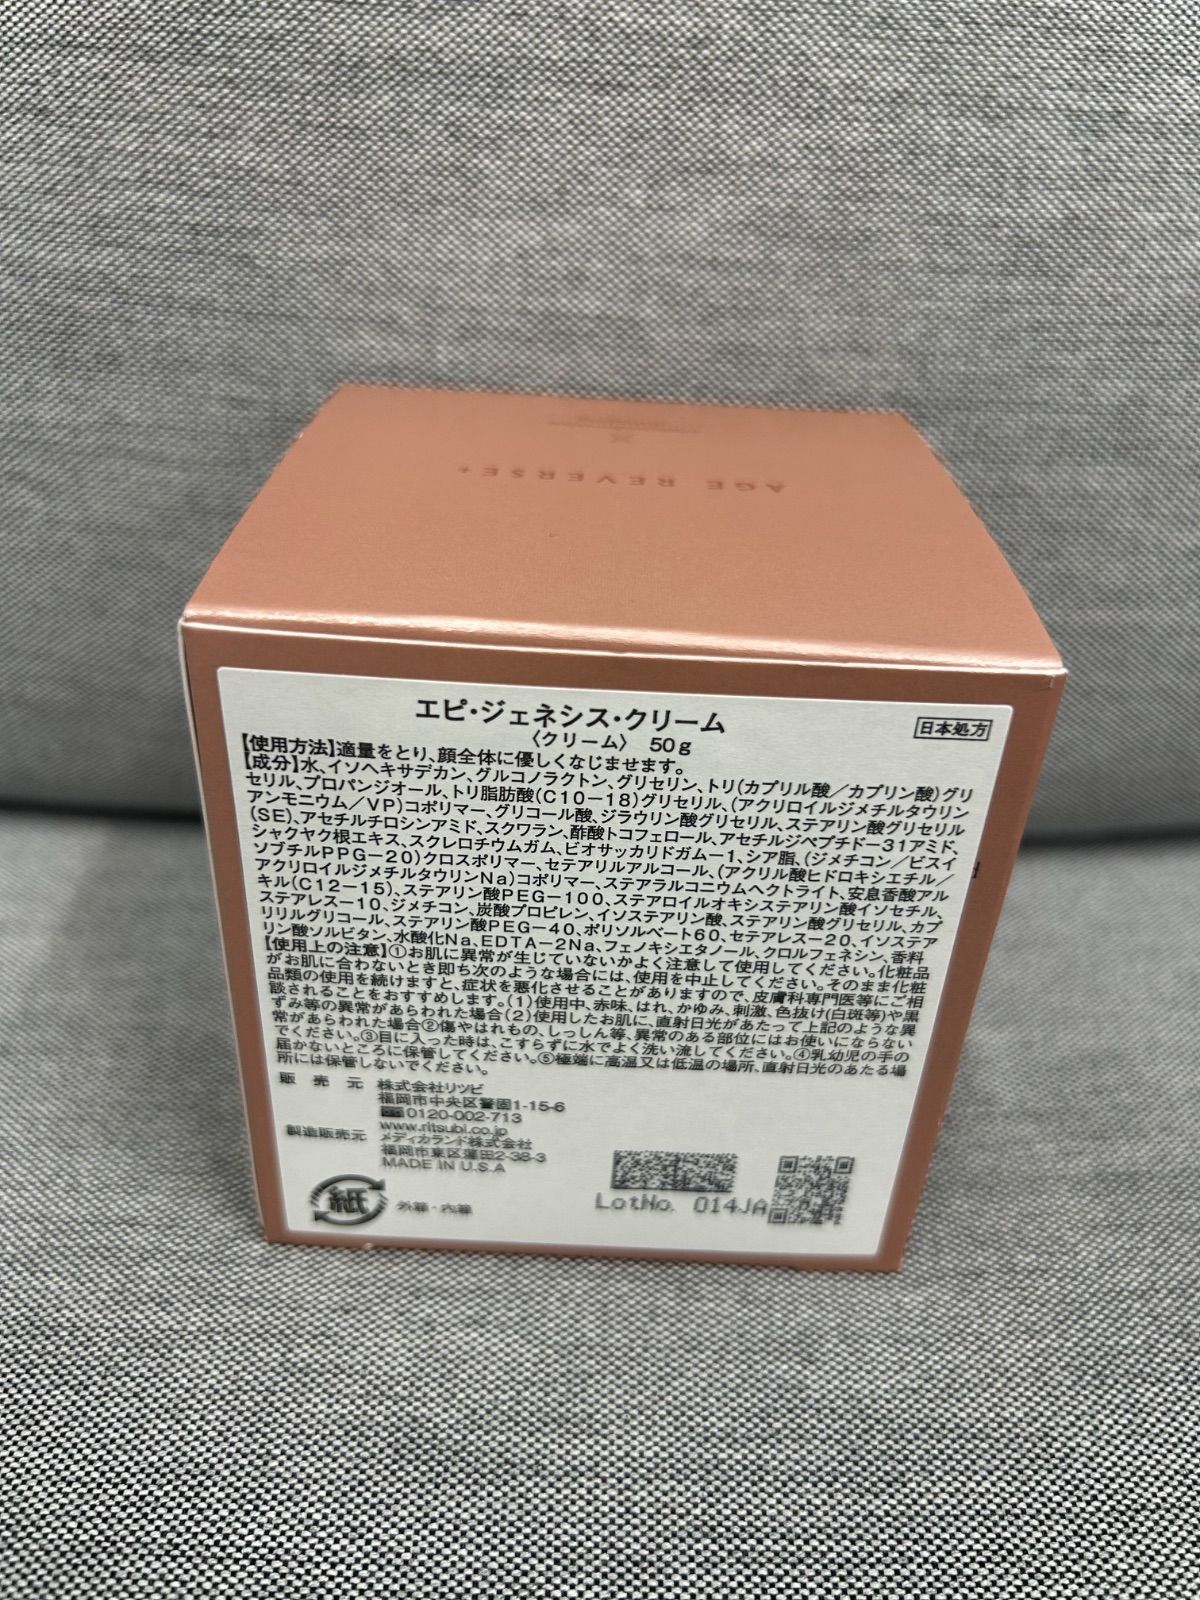 AGE REVERSE+
エピ・ジェネシス・クリーム
日本処方
〈クリーム〉 50g
【使用方法】適量をとり、顔全体に優しくなじませます。
【成分】水、イソヘキサデカン、グルコノラクトン、グリセリン、トリ(カプリル酸／カプリン酸)グリ
セリル、プロパンジオール、トリ脂肪酸(C10－18)グリセリル、(アクリロイルジメチルタウリン
アンモニウム／VP)コポリマー、グリコール酸、ジラウリン酸グリセリル、ステアリン酸グリセリル
(SE)、アセチルチロシンアミド、スクワラン、酢酸トコフェロール、アセチルジペプチドー31アミド、
シャクヤク根エキス、スクレロチウムガム、ビオサッカリドガムー1、シア脂、(ジメチコン／ビスイ
ソブチルPPG－20)クロスポリマー、セテアリルアルコール、(アクリル酸ヒドロキシエチル／
アクリロイルジメチルタウリンNa)コポリマー、ステアラルコニウムヘクトライト、安息香酸アル
キル(C12－15)、ステアリン酸PEG－100、ステアロイルオキシステアリン酸イソセチル、
ステアレス－10、ジメチコン、炭酸プロピレン、イソステアリン酸、ステアリン酸グリセリル、カプ
リリルグリコール、ステアリン酸PEG－40、ポリソルベート60、セテアレス－20、イソステア
リン酸ソルビタン、水酸化Na、EDTA－2Na、フェノキシエタノール、クロルフェネシン、香料
【使用上の注意】①お肌に異常が生じていないかよく注意して使用してください。化粧品
がお肌に合わないとき即ち次のような場合には、使用を中止してください。そのまま化粧
品類の使用を続けますと、症状を悪化させることがありますので、皮膚科専門医等にご相
談されることをおすすめします。(1)使用中、赤味、はれ、かゆみ、刺激、色抜け(白斑等)や黒
ずみ等の異常があらわれた場合(2)使用したお肌に、直射日光があたって上記のような異
常があらわれた場合②傷やはれもの、しっしん等、異常のある部位にはお使いにならない
でください。③目に入った時は、こすらずに水でよく洗い流してください。④乳幼児の手の
届かないところに保管してください。⑤極端に高温又は低温の場所、直射日光のあたる場
所には保管しないでください。
販売元 株式会社リツビ
福岡市中央区警固1-15-6
0120-002-713
www.ritsubi.co.jp
製造販売元 メディカランド株式会社
福岡市東区蒲田2-38-3
MADE IN U.S.A
紙 外箱・内箱
LotNo. 014JA